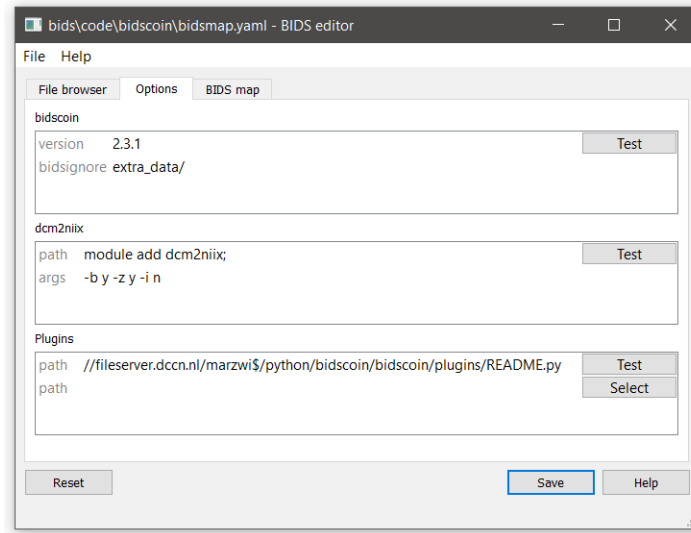 bids\code\bidscoin\bidsmap.yaml - BIDS editor
File Help
File browser Options BIDS map
bidscoin
version 2.3.1 Test
bidsignore extra_data/
dcm2niix
path module add dcm2niix; Test
args -b y -z y -i n
Plugins
path //fileserver.dccn.nl/marzwi$/python/bidscoin/bidscoin/plugins/README.py Test
path Select
Reset Save Help